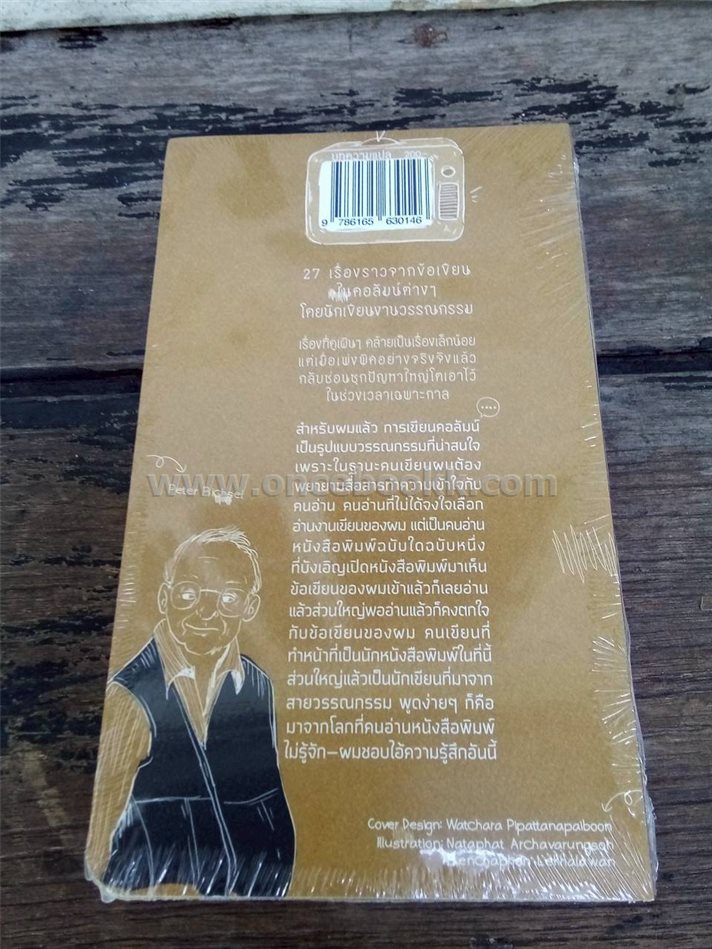 บทความแปล 200.-
9 786165 630146
27 เรื่องราวจากข้อเขียน
ในคอลัมน์ต่างๆ
โดยนักเขียนงานวรรณกรรม
เรื่องที่ดูเผินๆ คล้ายเป็นเรื่องเล็กน้อย
แต่เมื่อเพ่งพิศอย่างจริงจังแล้ว
กลับซ่อนซุกปัญหาใหญ่โตเอาไว้
ในช่วงเวลาเฉพาะกาล
สำหรับผมแล้ว การเขียนคอลัมน์
เป็นรูปแบบวรรณกรรมที่น่าสนใจ
เพราะในฐานะคนเขียนผมต้อง
พยายามสื่อสารทำความเข้าใจกับ
คนอ่าน คนอ่านที่ไม่ได้จงใจเลือก
อ่านงานเขียนของผม แต่เป็นคนอ่าน
หนังสือพิมพ์ฉบับใดฉบับหนึ่ง
ที่บังเอิญเปิดหนังสือพิมพ์มาเห็น
ข้อเขียนของผมเข้าแล้วก็เลยอ่าน
แล้วส่วนใหญ่พออ่านแล้วก็คงตกใจ
กับข้อเขียนของผม คนเขียนที่
ทำหน้าที่เป็นนักหนังสือพิมพ์ในที่นี้
ส่วนใหญ่แล้วเป็นนักเขียนที่มาจาก
สายวรรณกรรม พูดง่ายๆ ก็คือ
มาจากโลกที่คนอ่านหนังสือพิมพ์
ไม่รู้จัก—ผมชอบไอ้ความรู้สึกอันนี้
Peter Bichsel
Cover Design: Watchara Pipattanapaiboon
Illustration: Nataphat Archavarungson